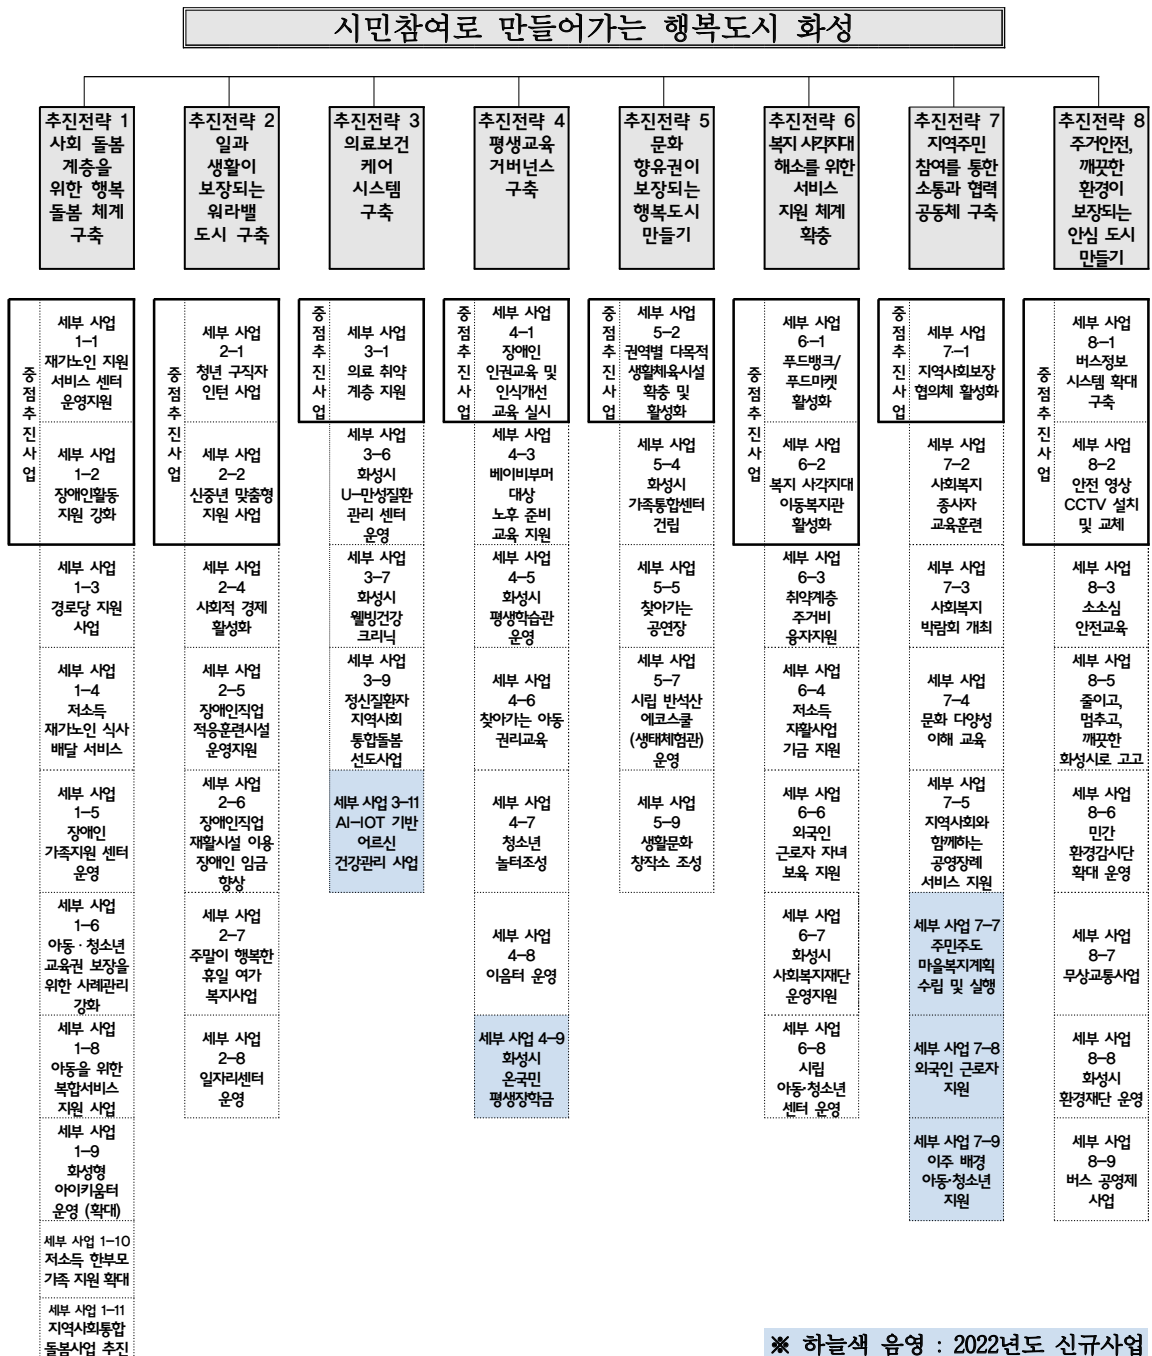 시민참여로 만들어가는 행복도시 화성
추진전략 1
사회 돌봄
계층을
위한 행복
돌봄 체계
구축
추진전략 2
일과
생활이
보장되는
워라밸
도시 구축
추진전략 3
의료보건
케어
시스템
구축
추진전략 4
평생교육
거버넌스
구축
추진전략 5
문화
향유권이
보장되는
행복도시
만들기
추진전략 6
복지 사각지대
해소를 위한
서비스
지원 체계
확충
추진전략 7
지역주민
참여를 통한
소통과 협력
공동체 구축
추진전략 8
주거안전,
깨끗한
환경이
보장되는
안심 도시
만들기
중점추진사업
세부 사업
1-1
재가노인 지원
서비스 센터
운영지원
세부 사업
1-2
장애인활동
지원 강화
세부 사업
1-3
경로당 지원
사업
세부 사업
1-4
저소득
재가노인 식사
배달 서비스
세부 사업
1-5
장애인
가족지원 센터
운영
세부 사업
1-6
아동·청소년
교육권 보장을
위한 사례관리
강화
세부 사업
1-8
아동을 위한
복합서비스
지원 사업
세부 사업
1-9
화성형
아이키움터
운영 (확대)
세부 사업 1-10
저소득 한부모
가족 지원 확대
세부 사업 1-11
지역사회통합
돌봄사업 추진
중점추진사업
세부 사업
2-1
청년 구직자
인턴 사업
세부 사업
2-2
신중년 맞춤형
지원 사업
세부 사업
2-4
사회적 경제
활성화
세부 사업
2-5
장애인직업
적응훈련시설
운영지원
세부 사업
2-6
장애인직업
재활시설 이용
장애인 임금
향상
세부 사업
2-7
주말이 행복한
휴일 여가
복지사업
세부 사업
2-8
일자리센터
운영
중점추진사업
세부 사업
3-1
의료 취약
계층 지원
세부 사업
3-6
화성시
U-만성질환
관리 센터
운영
세부 사업
3-7
화성시
웰빙건강
크리닉
세부 사업
3-9
정신질환자
지역사회
통합돌봄
선도사업
세부 사업 3-11
AI-IOT 기반
어르신
건강관리 사업
중점추진사업
세부 사업
4-1
장애인
인권교육 및
인식개선
교육 실시
세부 사업
4-3
베이비부머
대상
노후 준비
교육 지원
세부 사업
4-5
화성시
평생학습관
운영
세부 사업
4-6
찾아가는 아동
권리교육
세부 사업
4-7
청소년
놀터조성
세부 사업
4-8
이음터 운영
세부 사업 4-9
화성시
온국민
평생장학금
중점추진사업
세부 사업
5-2
권역별 다목적
생활체육시설
확충 및
활성화
세부 사업
5-4
화성시
가족통합센터
건립
세부 사업
5-5
찾아가는
공연장
세부 사업
5-7
시립 반석산
에코스쿨
(생태체험관)
운영
세부 사업
5-9
생활문화
창작소 조성
중점추진사업
세부 사업
6-1
푸드뱅크/
푸드마켓
활성화
세부 사업
6-2
복지 사각지대
이동복지관
활성화
세부 사업
6-3
취약계층
주거비
융자지원
세부 사업
6-4
저소득
자활사업
기금 지원
세부 사업
6-6
외국인
근로자 자녀
보육 지원
세부 사업
6-7
화성시
사회복지재단
운영지원
세부 사업
6-8
시립
아동·청소년
센터 운영
중점추진사업
세부 사업
7-1
지역사회보장
협의체 활성화
세부 사업
7-2
사회복지
종사자
교육훈련
세부 사업
7-3
사회복지
박람회 개최
세부 사업
7-4
문화 다양성
이해 교육
세부 사업
7-5
지역사회와
함께하는
공영장례
서비스 지원
세부 사업 7-7
주민주도
마을복지계획
수립 및 실행
세부 사업 7-8
외국인 근로자
지원
세부 사업 7-9
이주 배경
아동·청소년
지원
중점추진사업
세부 사업
8-1
버스정보
시스템 확대
구축
세부 사업
8-2
안전 영상
CCTV 설치
및 교체
세부 사업
8-3
소소심
안전교육
세부 사업
8-5
줄이고,
멈추고,
깨끗한
화성시로 고고
세부 사업
8-6
민간
환경감시단
확대 운영
세부 사업
8-7
무상교통사업
세부 사업
8-8
화성시
환경재단 운영
세부 사업
8-9
버스 공영제
사업
※ 하늘색 음영 : 2022년도 신규사업